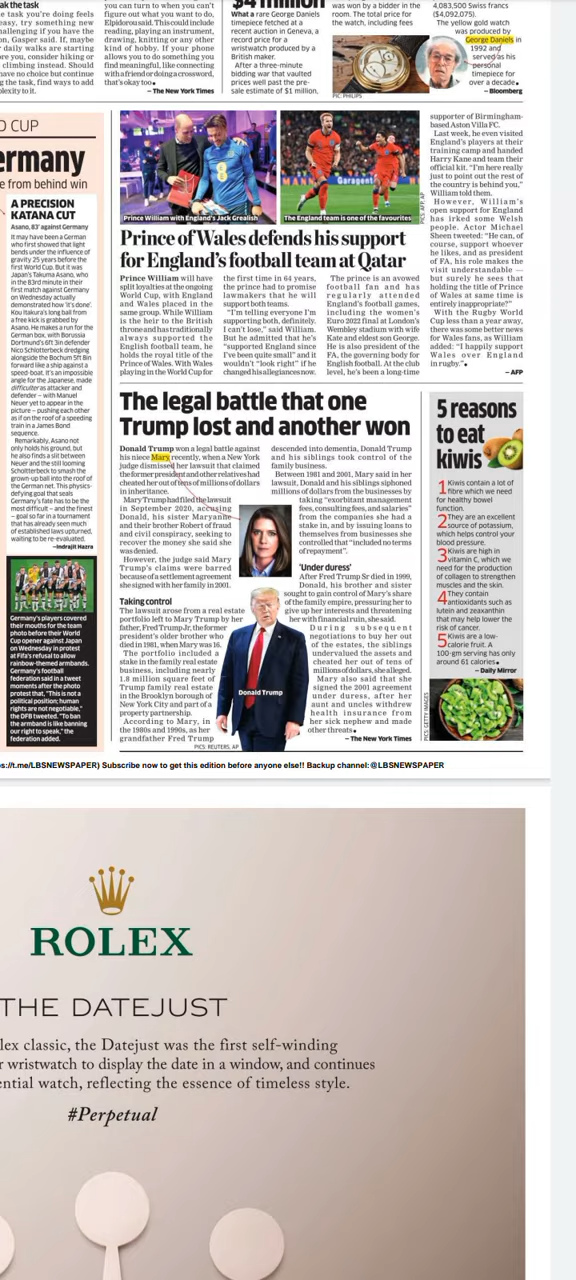 ak the task
e task you're doing feels
easy, try something new
hallenging if you have the
on, Gasper said. If, maybe
daily walks are starting
re you, consider hiking or
climbing instead. Should
have no choice but continue
g the task, find ways to add
plexity to it.
you can turn to when you can't
figure out what you want to do,
Elpidorou said. This could include
reading, playing an instrument,
drawing, knitting or any other
kind of hobby. If your phone
allows you to do something you
find meaningful, like connecting
with a friend or doing a crossword,
that's okay too
– The New York Times
$4 million
What a rare George Daniels
timepiece fetched at a
recent auction in Geneva, a
record price for a
wristwatch produced by a
British maker.
After a three-minute
bidding war that vaulted
prices well past the pre-
sale estimate of $1 million,
was won by a bidder in the
room. The total price for
the watch, including fees
PIC: PHILIPS
4,083,500 Swiss francs
($4,092,075).
The yellow gold watch
was produced by
George Daniels in
1992 and
served as his
personal
timepiece for
over a decade
– Bloomberg
D CUP
ermany
e from behind win
A PRECISION
KATANA CUT
Asano, 83' against Germany
It may have been a German
who first showed that light
bends under the influence of
gravity 25 years before the
first World Cup. But it was
Japan's Takuma Asano, who
in the 83rd minute in their
first match against Germany
on Wednesday actually
demonstrated how 'it's done'.
Kou Itakura's long ball from
a free kick is grabbed by
Asano. He makes a run for the
German box, with Borussia
Dortmund's 6ft 3in defender
Nico Schlotterbeck dredging
alongside the Bochum 5ft 8in
forward like a ship against a
speed-boat. It's an impossible
angle for the Japanese, made
difficult as attacker and
defender – with Manuel
Neuer yet to appear in the
picture – pushing each other
as if on the roof of a speeding
train in a James Bond
sequence.
Remarkably, Asano not
only holds his ground, but
he also finds a slit between
Neuer and the still looming
Scholtterbeck to smash the
grown-up ball into the roof of
the German net. This physics-
defying goal that seals
Germany's fate has to be the
most difficult – and the finest
– goal so far in a tournament
that has already seen much
of established laws upturned,
waiting to be re-evaluated.
–Indrajit Hazra
Germany's players covered
their mouths for the team
photo before their World
Cup opener against Japan
on Wednesday in protest
at Fifa's refusal to allow
rainbow-themed armbands.
Germany's football
federation said in a tweet
moments after the photo
protest that, "This is not a
political position; human
rights are not negotiable,"
the DFB tweeted. "To ban
the armband is like banning
our right to speak," the
federation added.
Prince William with England's Jack Grealish
The England team is one of the favourites
PICS: AFP, AP
Prince of Wales defends his support
for England's football team at Qatar
Prince William will have
split loyalties at the ongoing
World Cup, with England
and Wales placed in the
same group. While William
is the heir to the British
throne and has traditionally
always supported the
English football team, he
holds the royal title of the
Prince of Wales. With Wales
playing in the World Cup for
the first time in 64 years,
the prince had to promise
lawmakers that he will
support both teams.
"I'm telling everyone I'm
supporting both, definitely.
I can't lose," said William.
But he admitted that he's
"supported England since
I've been quite small" and it
wouldn't "look right" if he
changed his allegiances now.
The prince is an avowed
football fan and has
regularly attended
England's football games,
including the women's
Euro 2022 final at London's
Wembley stadium with wife
Kate and eldest son George.
He is also president of the
FA, the governing body for
English football. At the club
level, he's been a long-time
supporter of Birmingham-
based Aston Villa FC.
Last week, he even visited
England's players at their
training camp and handed
Harry Kane and team their
official kit. "I'm here really
just to point out the rest of
the country is behind you,"
William told them.
However, William's
open support for England
has irked some Welsh
people. Actor Michael
Sheen tweeted: "He can, of
course, support whoever
he likes, and as president
of FA, his role makes the
visit understandable —
but surely he sees that
holding the title of Prince
of Wales at same time is
entirely inappropriate?"
With the Rugby World
Cup less than a year away,
there was some better news
for Wales fans, as William
added: "I happily support
Wales over England
in rugby."
– AFP
The legal battle that one
Trump lost and another won
Donald Trump won a legal battle against
his niece Mary recently, when a New York
judge dismissed her lawsuit that claimed
the former president and other relatives had
cheated her out of tens of millions of dollars
in inheritance.
Mary Trump had filed the lawsuit
in September 2020, accusing
Donald, his sister Maryanne
and their brother Robert of fraud
and civil conspiracy, seeking to
recover the money she said she
was denied.
However, the judge said Mary
Trump's claims were barred
because of a settlement agreement
she signed with her family in 2001.
Taking control
The lawsuit arose from a real estate
portfolio left to Mary Trump by her
father, Fred Trump Jr, the former
president's older brother who
died in 1981, when Mary was 16.
The portfolio included a
stake in the family real estate
business, including nearly
1.8 million square feet of
Trump family real estate
in the Brooklyn borough of
New York City and part of a
property partnership.
According to Mary, in
the 1980s and 1990s, as her
grandfather Fred Trump
PICS: REUTERS, AP
descended into dementia, Donald Trump
and his siblings took control of the
family business.
Between 1981 and 2001, Mary said in her
lawsuit, Donald and his siblings siphoned
millions of dollars from the businesses by
taking "exorbitant management
fees, consulting fees, and salaries"
from the companies she had a
stake in, and by issuing loans to
themselves from businesses she
controlled that "included no terms
of repayment".
'Under duress'
After Fred Trump Sr died in 1999,
Donald, his brother and sister
sought to gain control of Mary's share
of the family empire, pressuring her to
give up her interests and threatening
her with financial ruin, she said.
During subsequent
negotiations to buy her out
of the estates, the siblings
undervalued the assets and
cheated her out of tens of
millions of dollars, she alleged.
Mary also said that she
signed the 2001 agreement
under duress, after her
aunt and uncles withdrew
health insurance from
her sick nephew and made
other threats
– The New York Times
Donald Trump
5 reasons
to eat
kiwis
1 Kiwis contain a lot of
fibre which we need
for healthy bowel
function.
2 They are an excellent
source of potassium,
which helps control your
blood pressure.
3 Kiwis are high in
vitamin C, which we
need for the production
of collagen to strengthen
muscles and the skin.
4 They contain
antioxidants such as
lutein and zeaxanthin
that may help lower the
risk of cancer.
5 Kiwis are a low-
calorie fruit. A
100-gm serving has only
around 61 calories
– Daily Mirror
PICS: GETTY IMAGES
s://t.me/LBSNEWSPAPER) Subscribe now to get this edition before anyone else!! Backup channel: @LBSNEWSPAPER
ROLEX
THE DATEJUST
lex classic, the Datejust was the first self-winding
r wristwatch to display the date in a window, and continues
ential watch, reflecting the essence of timeless style.
#Perpetual